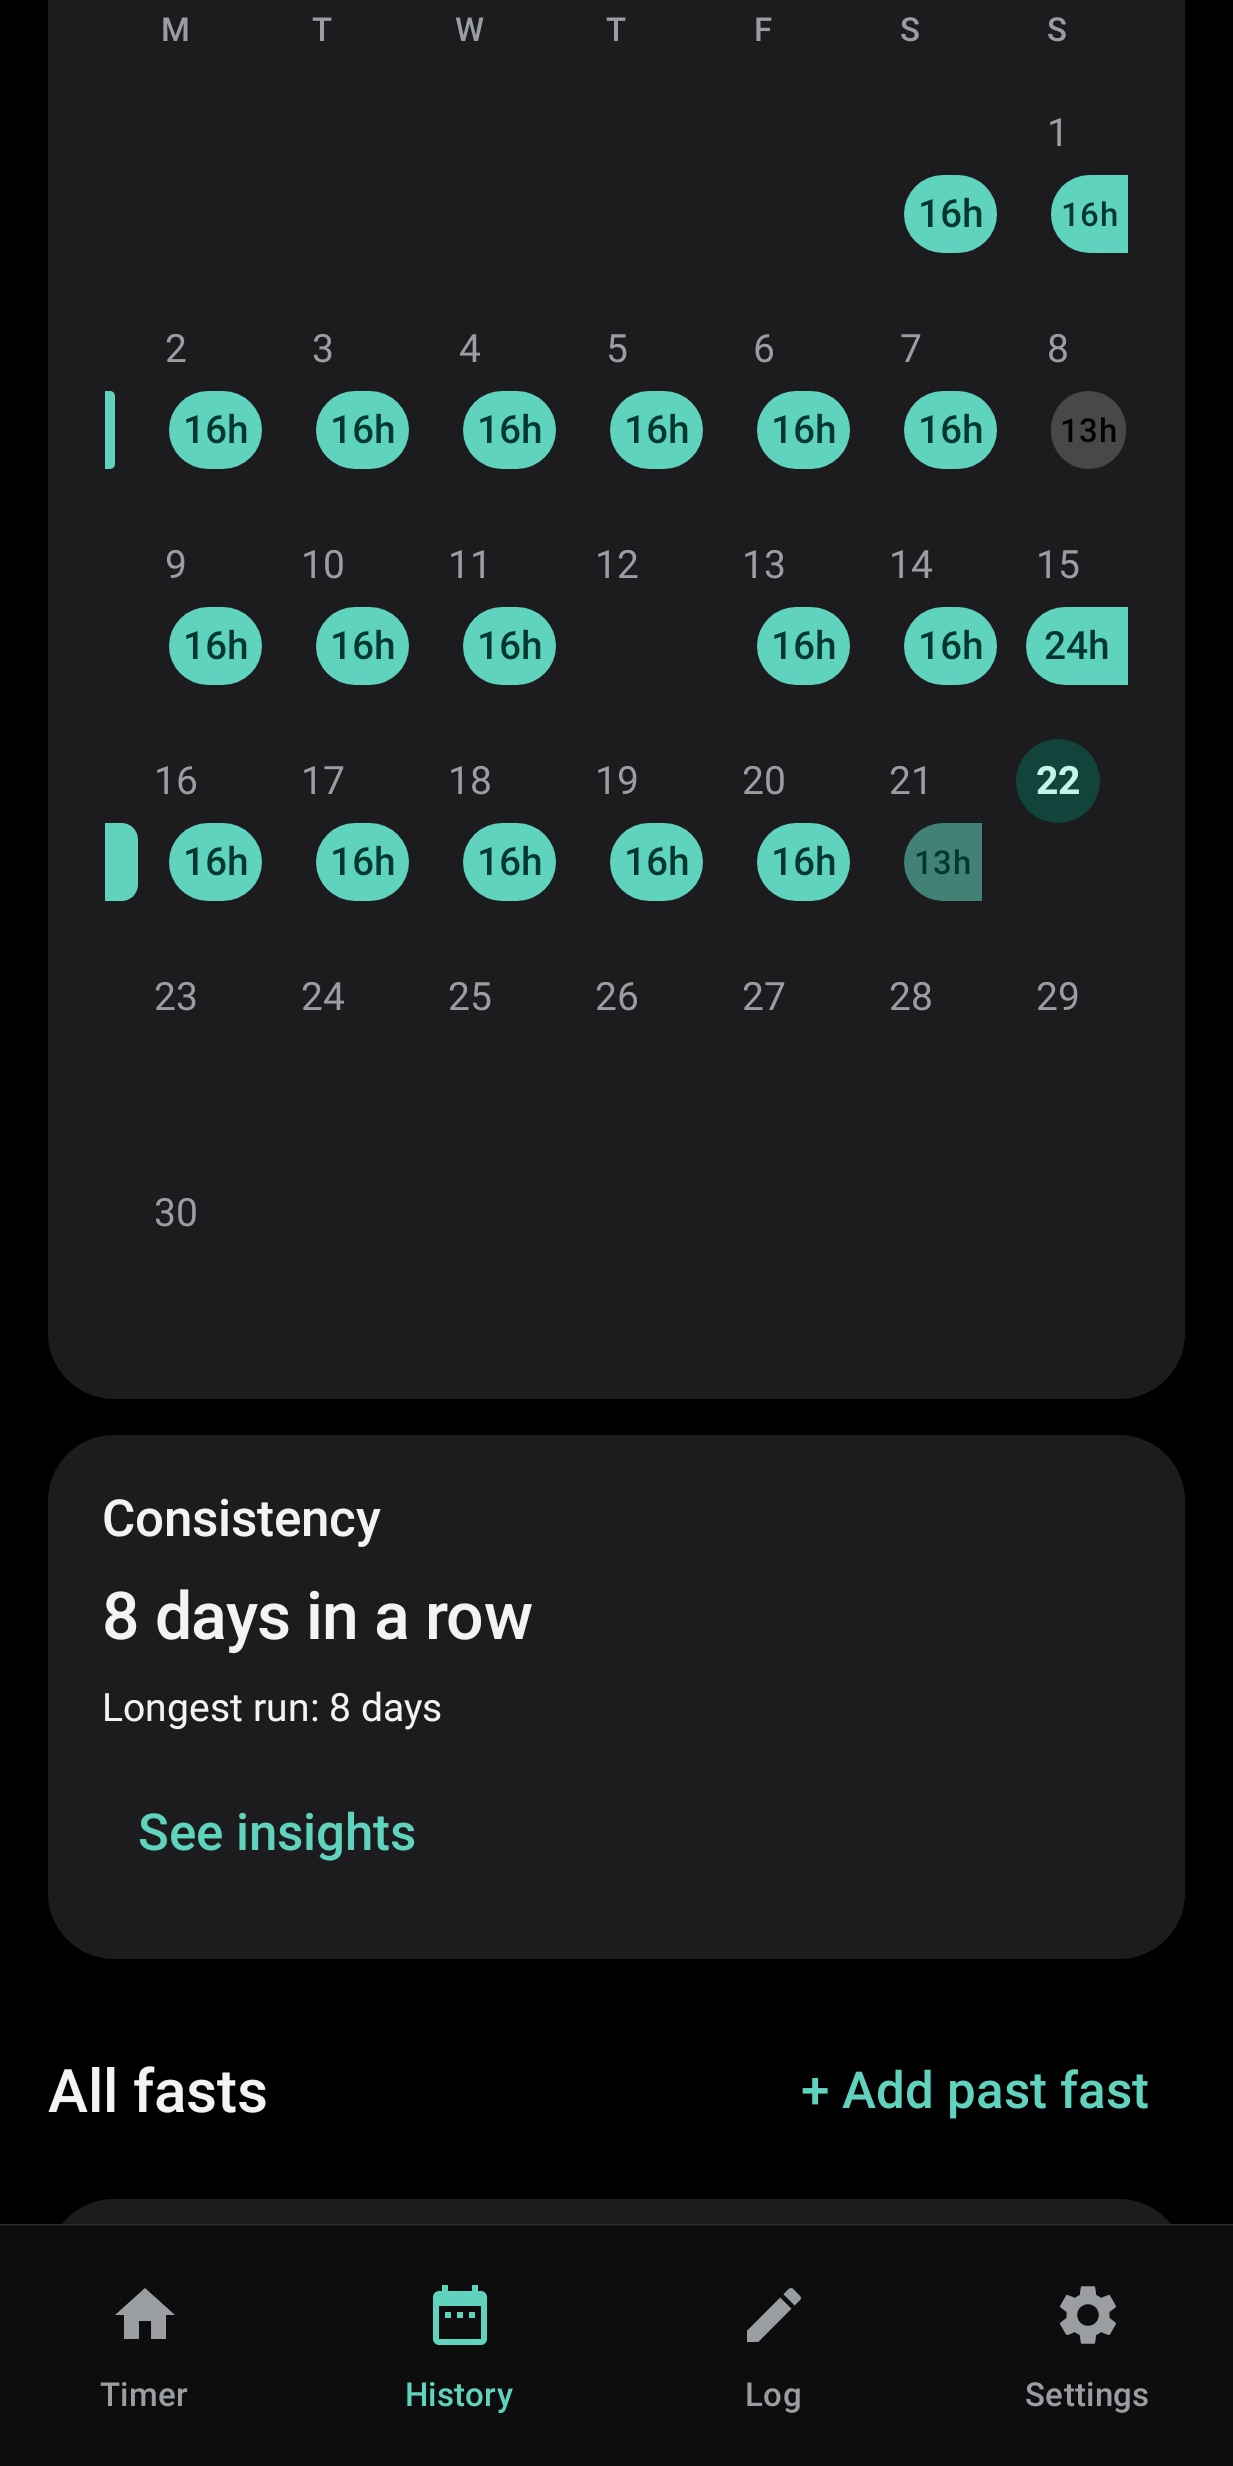 M T W T F S S
1
16h 16h
2 3 4 5 6 7 8
16h 16h 16h 16h 16h 16h 13h
9 10 11 12 13 14 15
16h 16h 16h 16h 16h 24h
16 17 18 19 20 21 22
16h 16h 16h 16h 16h 13h
23 24 25 26 27 28 29
30
Consistency
8 days in a row
Longest run: 8 days
See insights
All fasts + Add past fast
Timer History Log Settings